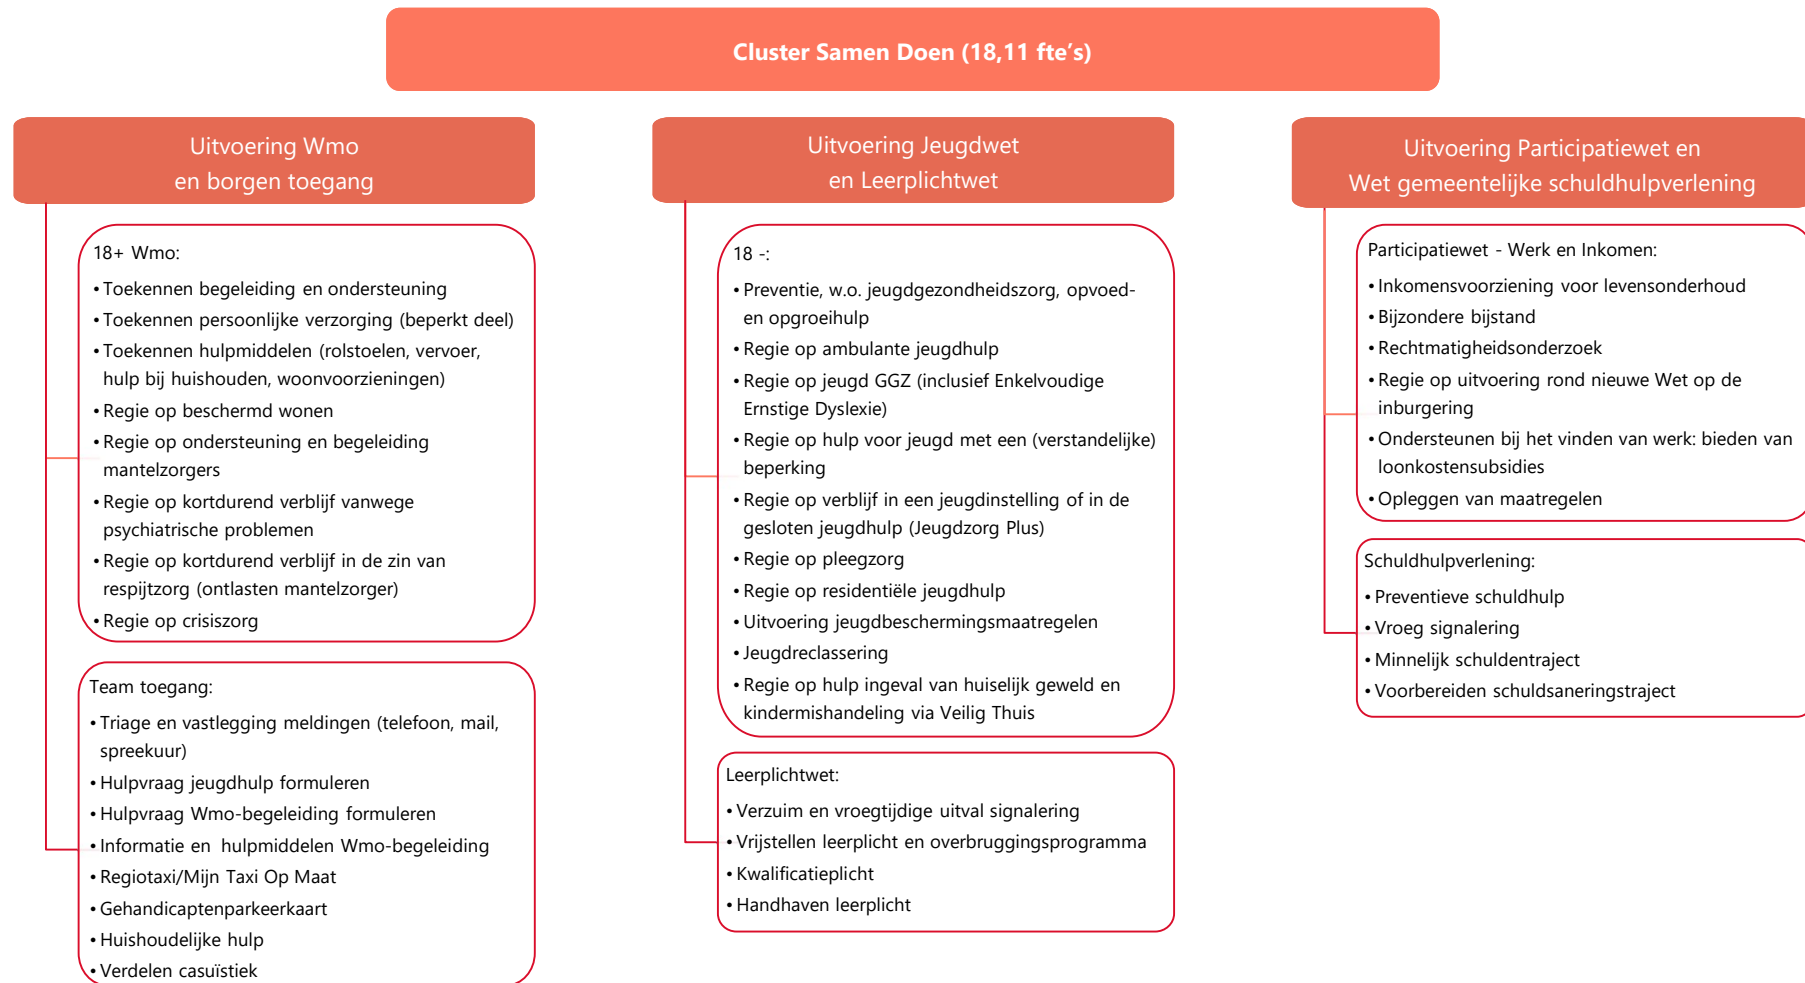 Cluster Samen Doen (18,11 fte's)
Uitvoering Wmo
en borgen toegang
18+ Wmo:
• Toekennen begeleiding en ondersteuning
• Toekennen persoonlijke verzorging (beperkt deel)
• Toekennen hulpmiddelen (rolstoelen, vervoer,
hulp bij huishouden, woonvoorzieningen)
• Regie op beschermd wonen
• Regie op ondersteuning en begeleiding
mantelzorgers
• Regie op kortdurend verblijf vanwege
psychiatrische problemen
• Regie op kortdurend verblijf in de zin van
respijtzorg (ontlasten mantelzorger)
• Regie op crisiszorg
Team toegang:
• Triage en vastlegging meldingen (telefoon, mail,
spreekuur)
• Hulpvraag jeugdhulp formuleren
• Hulpvraag Wmo-begeleiding formuleren
• Informatie en hulpmiddelen Wmo-begeleiding
• Regiotaxi/Mijn Taxi Op Maat
• Gehandicaptenparkeerkaart
• Huishoudelijke hulp
• Verdelen casuïstiek
Uitvoering Jeugdwet
en Leerplichtwet
18 -:
• Preventie, w.o. jeugdgezondheidszorg, opvoed-
en opgroeihulp
• Regie op ambulante jeugdhulp
• Regie op jeugd GGZ (inclusief Enkelvoudige
Ernstige Dyslexie)
• Regie op hulp voor jeugd met een (verstandelijke)
beperking
• Regie op verblijf in een jeugdinstelling of in de
gesloten jeugdhulp (Jeugdzorg Plus)
• Regie op pleegzorg
• Regie op residentiële jeugdhulp
• Uitvoering jeugdbeschermingsmaatregelen
• Jeugdreclassering
• Regie op hulp ingeval van huiselijk geweld en
kindermishandeling via Veilig Thuis
Leerplichtwet:
• Verzuim en vroegtijdige uitval signalering
• Vrijstellen leerplicht en overbruggingsprogramma
• Kwalificatieplicht
• Handhaven leerplicht
Uitvoering Participatiewet en
Wet gemeentelijke schuldhulpverlening
Participatiewet - Werk en Inkomen:
• Inkomensvoorziening voor levensonderhoud
• Bijzondere bijstand
• Rechtmatigheidsonderzoek
• Regie op uitvoering rond nieuwe Wet op de
inburgering
• Ondersteunen bij het vinden van werk: bieden van
loonkostensubsidies
• Opleggen van maatregelen
Schuldhulpverlening:
• Preventieve schuldhulp
• Vroeg signalering
• Minnelijk schuldentraject
• Voorbereiden schuldsaneringstraject